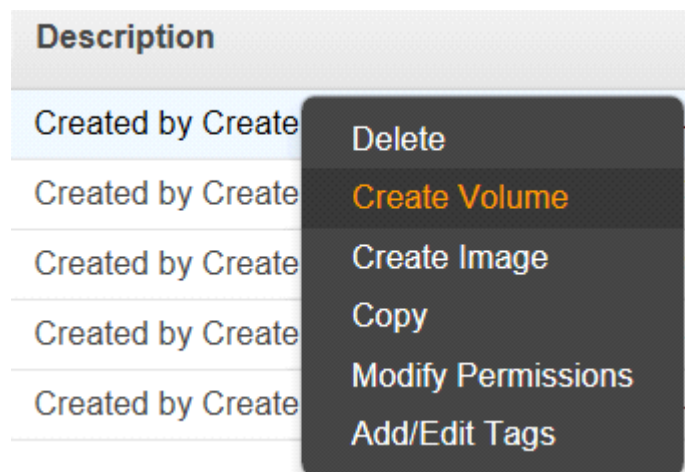 Description
Created by Create
Delete
Create Volume
Created by Create
Create Image
Created by Create
Copy
Created by Create
Modify Permissions
Created by Create
Add/Edit Tags